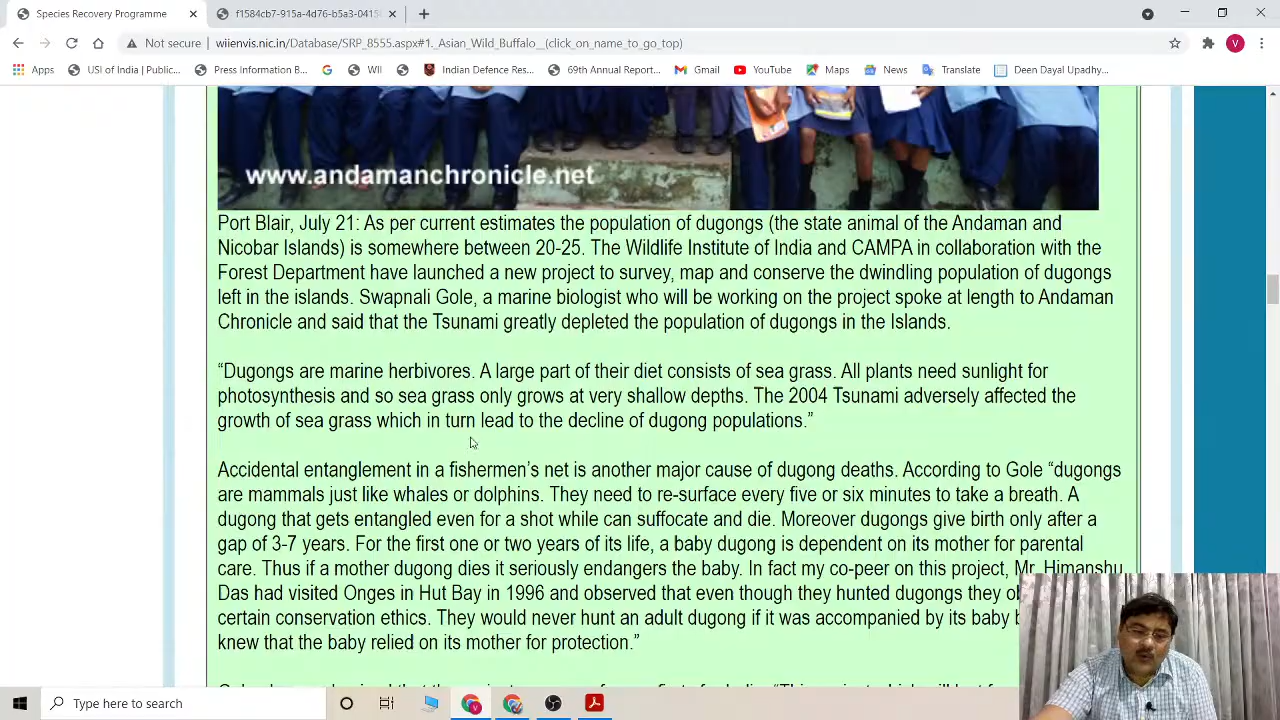 Species Recovery Programme
f1584cb7-915a-4d76-b5a3-0415
Not secure
wiienvis.nic.in/Database/SRP_8555.aspx#1._Asian_Wild_Buffalo__(click_on_name_to_go_top)
V
Apps USI of India | Public... Press Information B... WII Indian Defence Res... 69th Annual Report... Gmail YouTube Maps News Translate Deen Dayal Upadhy...
www.andamanchronicle.net
Port Blair, July 21: As per current estimates the population of dugongs (the state animal of the Andaman and
Nicobar Islands) is somewhere between 20-25. The Wildlife Institute of India and CAMPA in collaboration with the
Forest Department have launched a new project to survey, map and conserve the dwindling population of dugongs
left in the islands. Swapnali Gole, a marine biologist who will be working on the project spoke at length to Andaman
Chronicle and said that the Tsunami greatly depleted the population of dugongs in the Islands.
“Dugongs are marine herbivores. A large part of their diet consists of sea grass. All plants need sunlight for
photosynthesis and so sea grass only grows at very shallow depths. The 2004 Tsunami adversely affected the
growth of sea grass which in turn lead to the decline of dugong populations.”
Accidental entanglement in a fishermen’s net is another major cause of dugong deaths. According to Gole “dugongs
are mammals just like whales or dolphins. They need to re-surface every five or six minutes to take a breath. A
dugong that gets entangled even for a shot while can suffocate and die. Moreover dugongs give birth only after a
gap of 3-7 years. For the first one or two years of its life, a baby dugong is dependent on its mother for parental
care. Thus if a mother dugong dies it seriously endangers the baby. In fact my co-peer on this project, Mr. Himanshu
Das had visited Onges in Hut Bay in 1996 and observed that even though they hunted dugongs they
certain conservation ethics. They would never hunt an adult dugong if it was accompanied by its baby
knew that the baby relied on its mother for protection.”
Type here to search